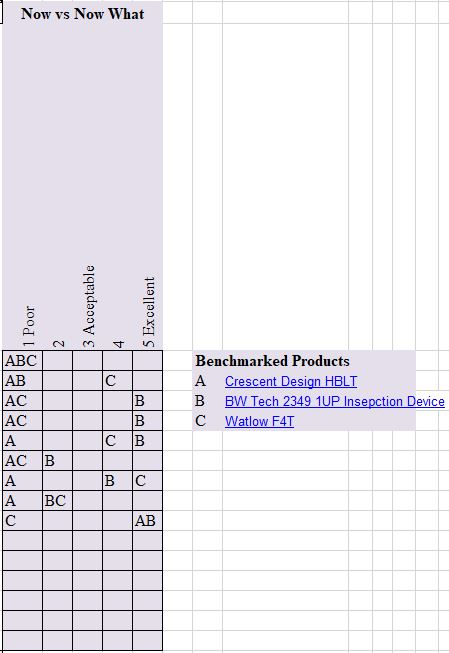 Now vs Now What
1 Poor
2
3 Acceptable
4
5 Excellent
ABC
AB C
AC B
AC B
A C B
AC B
A B C
A BC
C AB
Benchmarked Products
A Crescent Design HBLT
B BW Tech 2349 1UP Insepction Device
C Watlow F4T